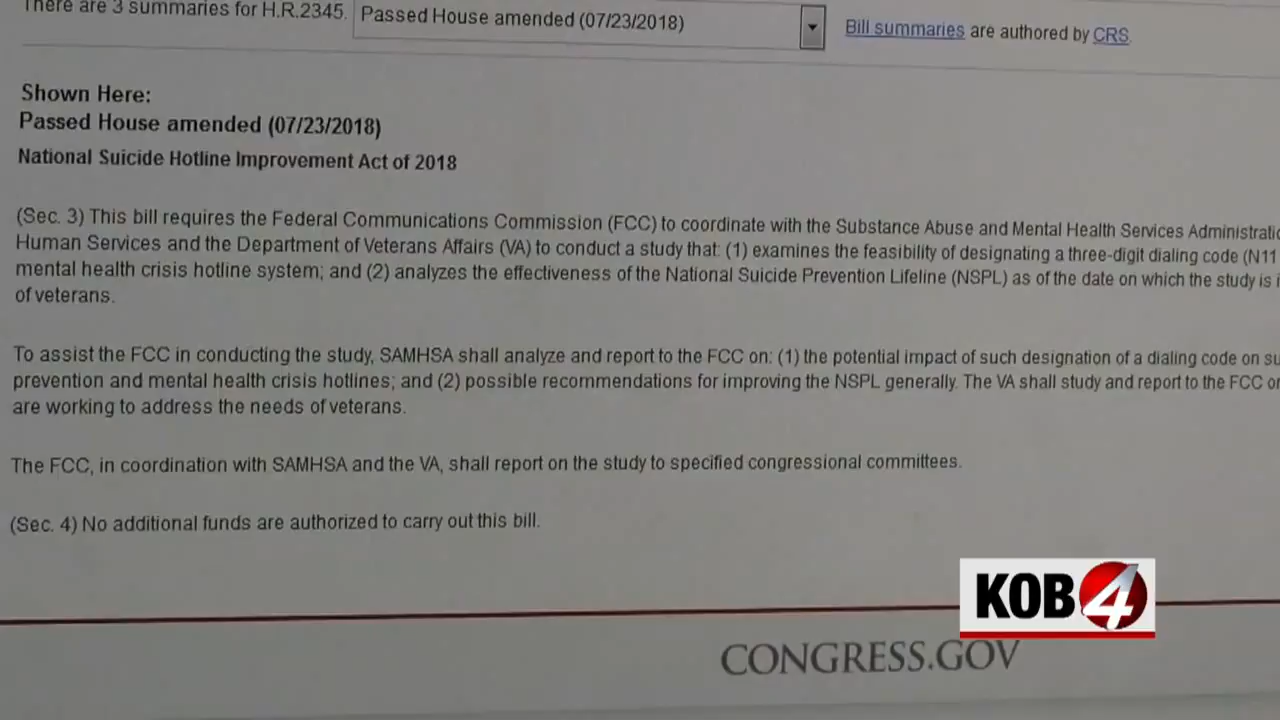 There are 3 summaries for H.R.2345. Passed House amended (07/23/2018) Bill summaries are authored by CRS.
Shown Here:
Passed House amended (07/23/2018)
National Suicide Hotline Improvement Act of 2018
(Sec. 3) This bill requires the Federal Communications Commission (FCC) to coordinate with the Substance Abuse and Mental Health Services
Human Services and the Department of Veterans Affairs (VA) to conduct a study that: (1) examines the feasibility of designating a three-digit dialing code (N11
mental health crisis hotline system; and (2) analyzes the effectiveness of the National Suicide Prevention Lifeline (NSPL) as of the date on which the study is
of veterans.
To assist the FCC in conducting the study, SAMHSA shall analyze and report to the FCC on: (1) the potential impact of such designation of a dialing code on
prevention and mental health crisis hotlines; and (2) possible recommendations for improving the NSPL generally. The VA shall study and report to the FCC
are working to address the needs of veterans.
The FCC, in coordination with SAMHSA and the VA, shall report on the study to specified congressional committees.
(Sec. 4) No additional funds are authorized to carry out this bill.
KOB 4
CONGRESS.GOV